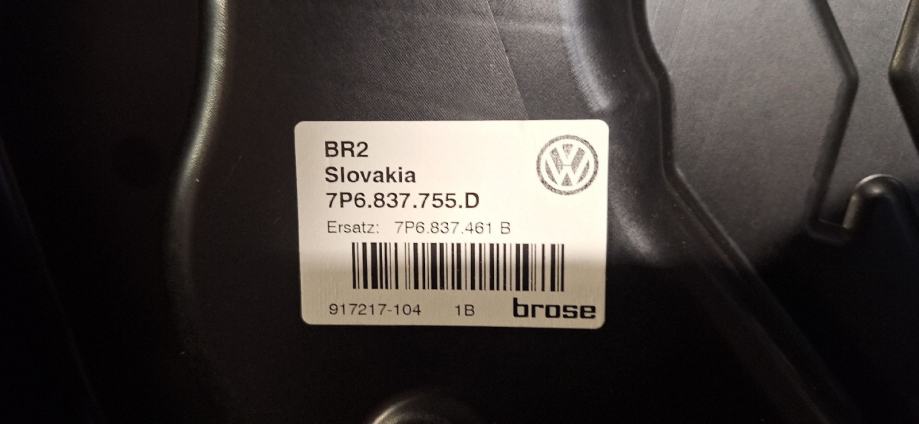 BR2
Slovakia
7P6.837.755.D
Ersatz: 7P6.837.461 B
917217-104 1B brose